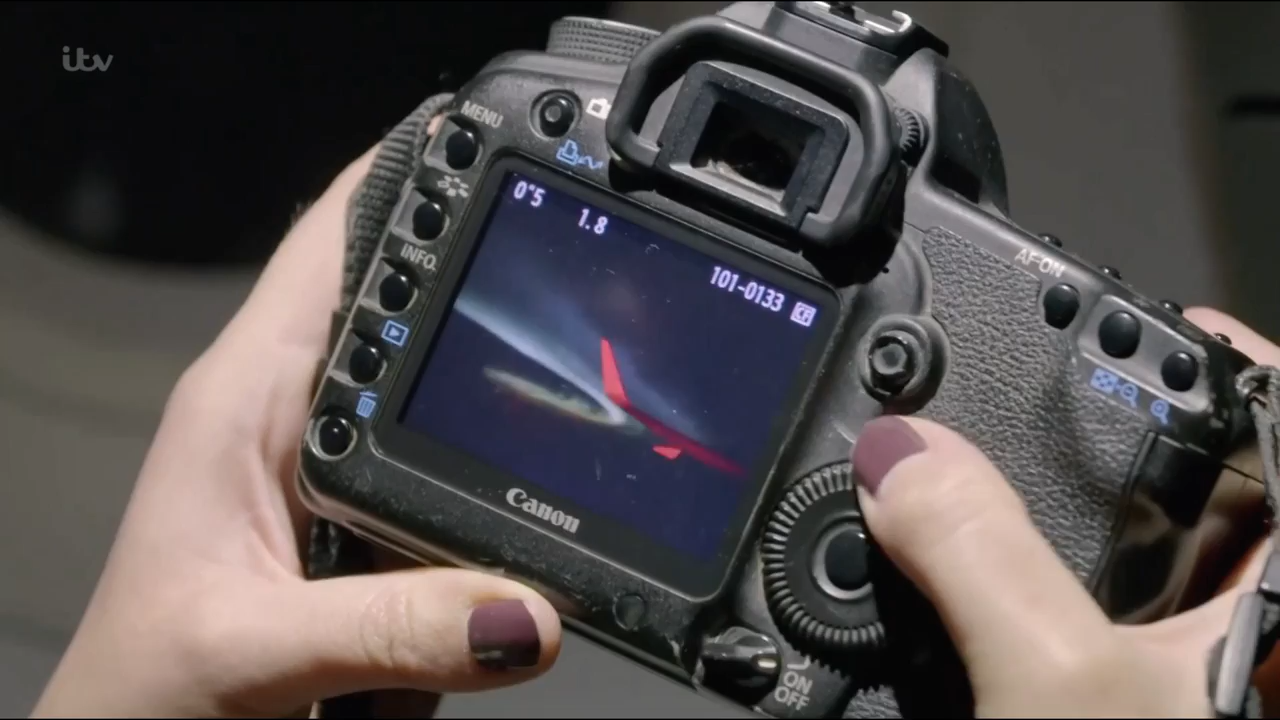 itv
MENU
INFO.
0"5 1.8
101-0133 CF
Canon
AF-ON
ON
OFF